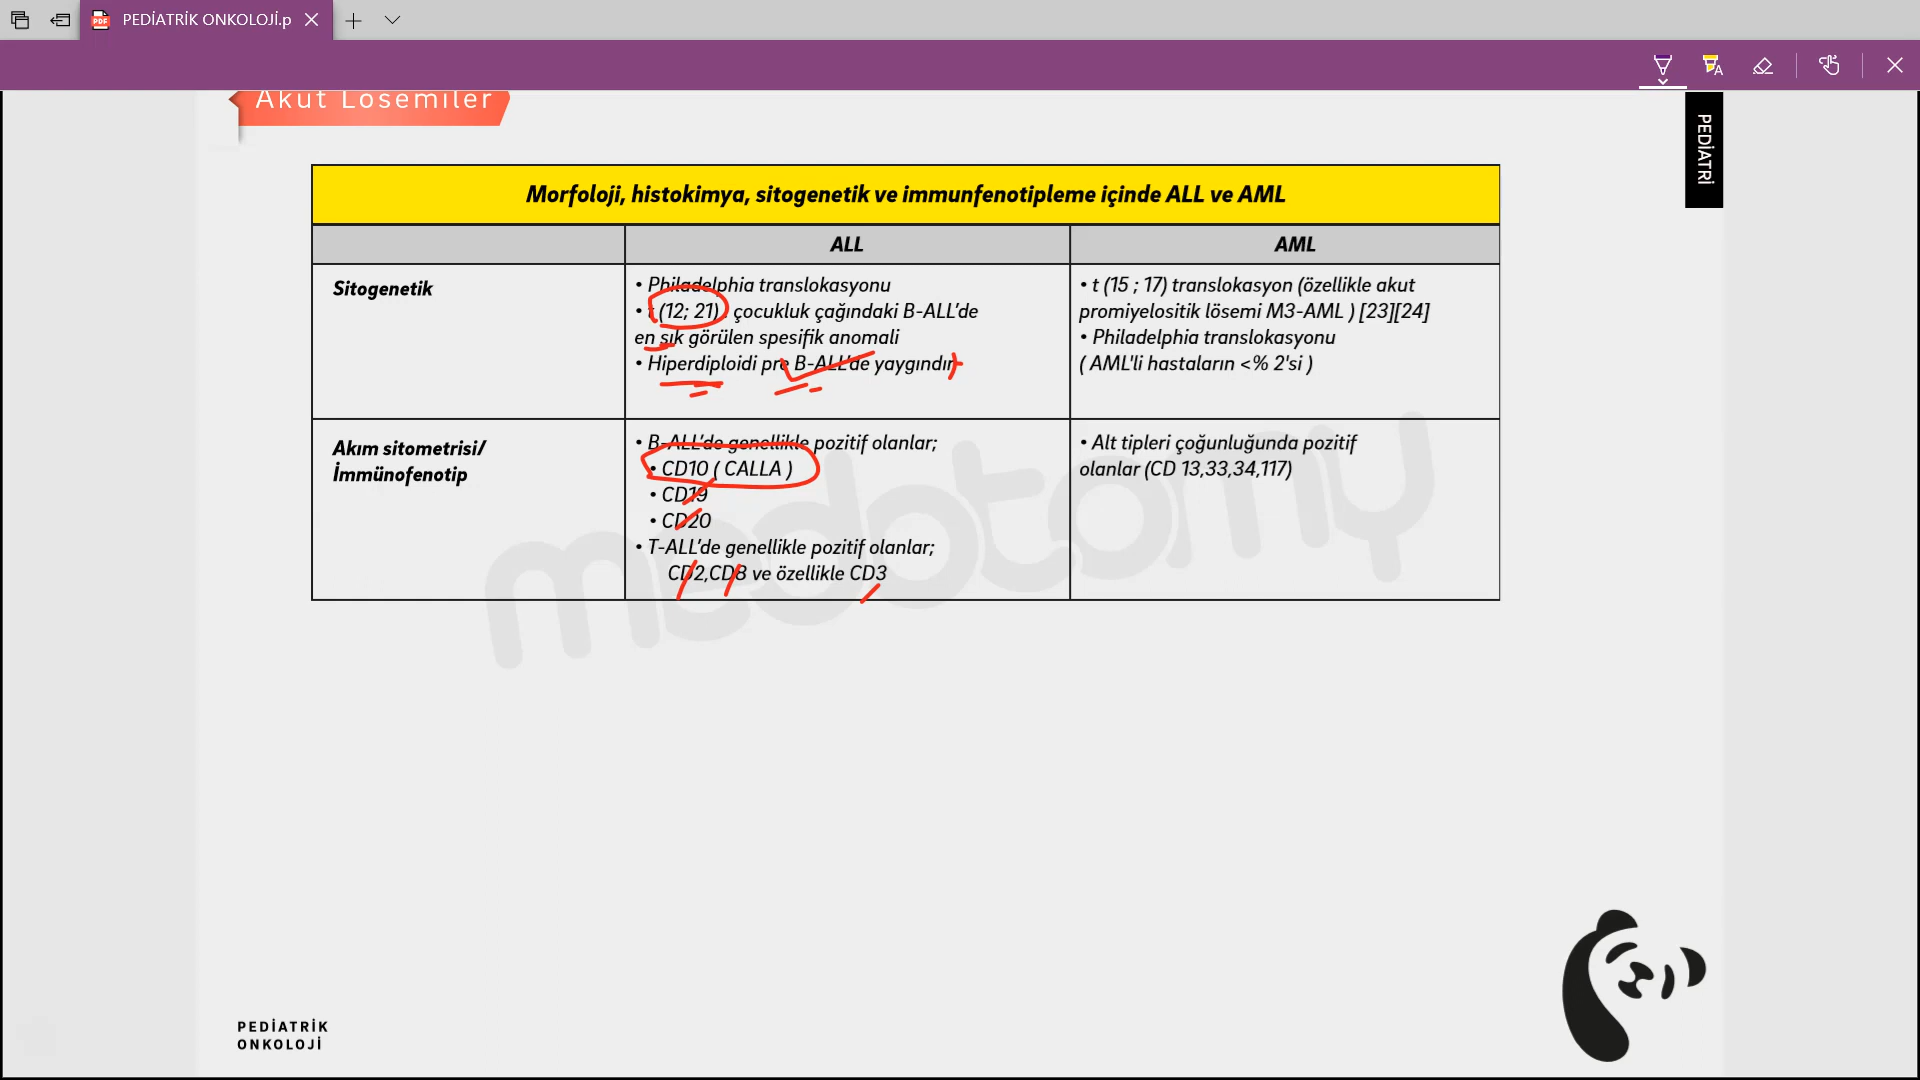 PEDİATRİK ONKOLOJİ.p
Akut Lösemiler
PEDİATRİ
Morfoloji, histokimya, sitogenetik ve immunfenotipleme içinde ALL ve AML
ALL
AML
Sitogenetik
• Philadelphia translokasyonu
• t (12; 21) : çocukluk çağındaki B-ALL'de
en sık görülen spesifik anomali
• Hiperdiploidi pre B-ALL'de yaygındır
• t (15 ; 17) translokasyon (özellikle akut
promiyelositik lösemi M3-AML ) [23][24]
• Philadelphia translokasyonu
( AML'li hastaların <% 2'si )
Akım sitometrisi/
İmmünofenotip
• B-ALL'de genellikle pozitif olanlar;
• CD10 ( CALLA )
• CD19
• CD20
• T-ALL'de genellikle pozitif olanlar;
CD2,CD8 ve özellikle CD3
• Alt tipleri çoğunluğunda pozitif
olanlar (CD 13,33,34,117)
medotomy
PEDİATRİK
ONKOLOJİ